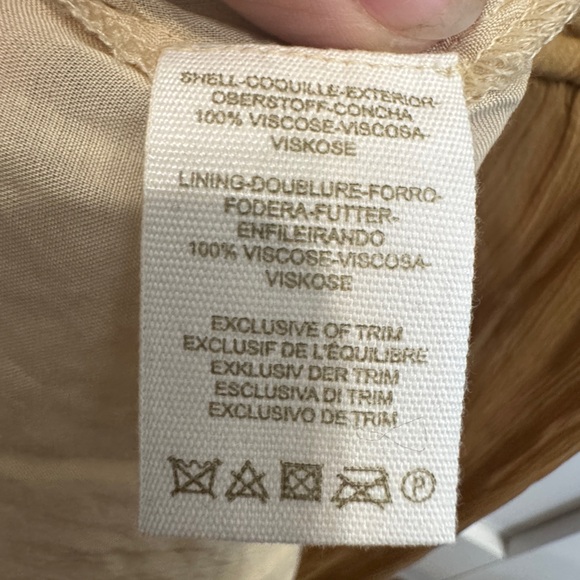 SHELL-COQUILLE-EXTERIOR-
OBERSTOFF-CONCHA
100% VISCOSE-VISCOSA-
VISKOSE
LINING-DOUBLURE-FORRO-
FODERA-FUTTER-
ENFILEIRANDO
100% VISCOSE-VISCOSA-
VISKOSE
EXCLUSIVE OF TRIM
EXCLUSIF DE L'ÉQUILIBRE
EXKLUSIV DER TRIM
ESCLUSIVA DI TRIM
EXCLUSIVO DE TRIM
P